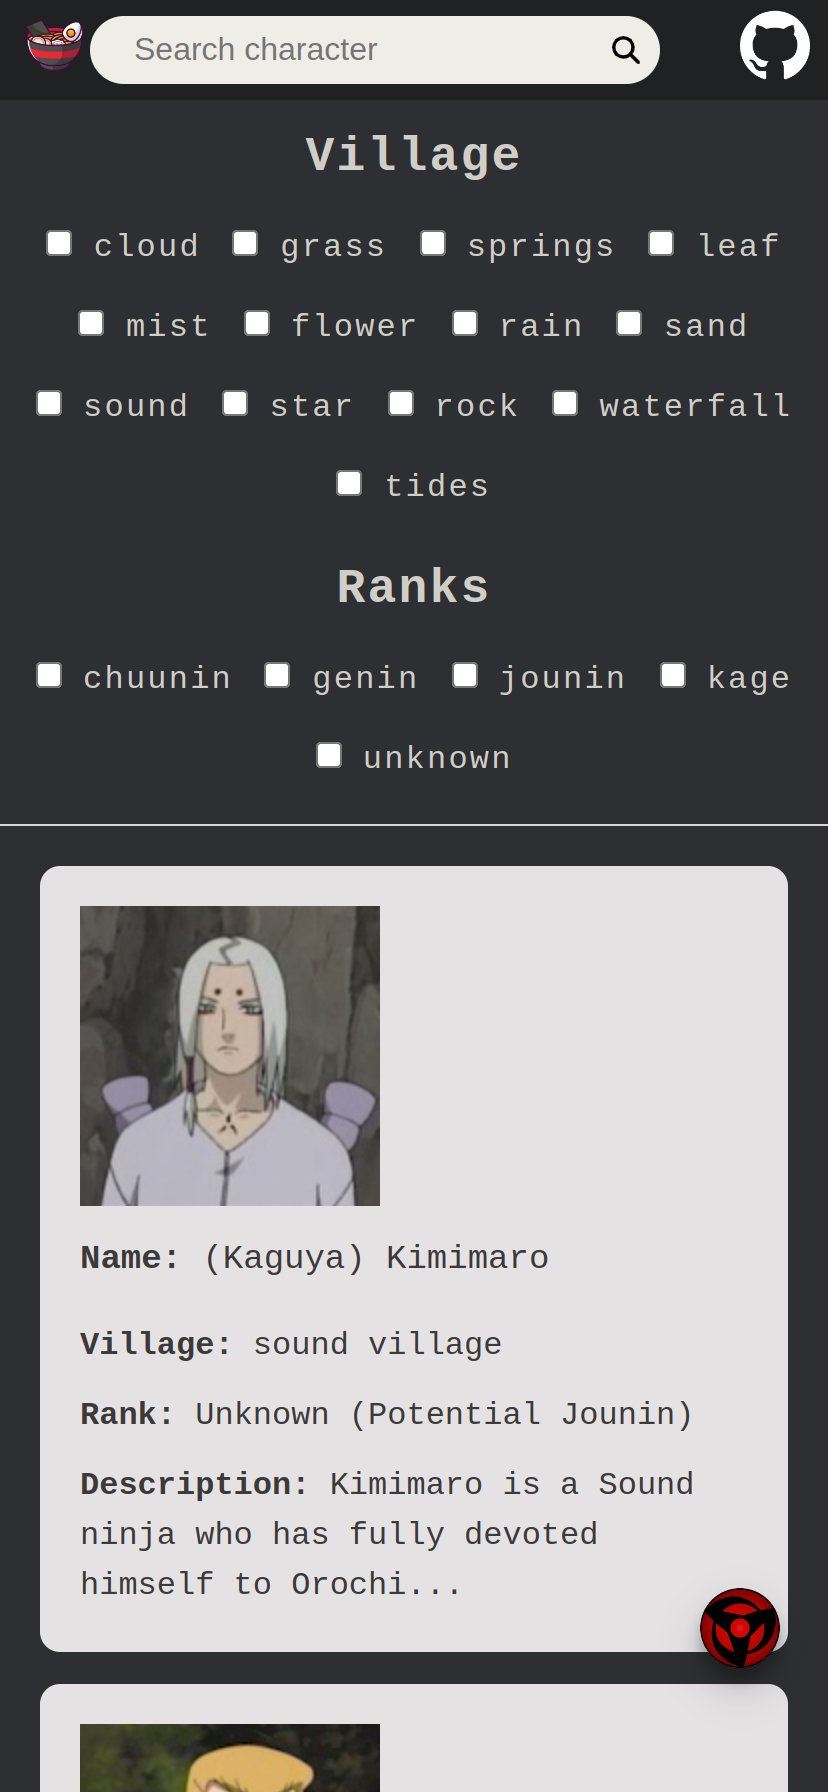 Search character
Village
cloud grass springs leaf
mist flower rain sand
sound star rock waterfall
tides
Ranks
chuunin genin jounin kage
unknown
Name: (Kaguya) Kimimaro
Village: sound village
Rank: Unknown (Potential Jounin)
Description: Kimimaro is a Sound
ninja who has fully devoted
himself to Orochi...